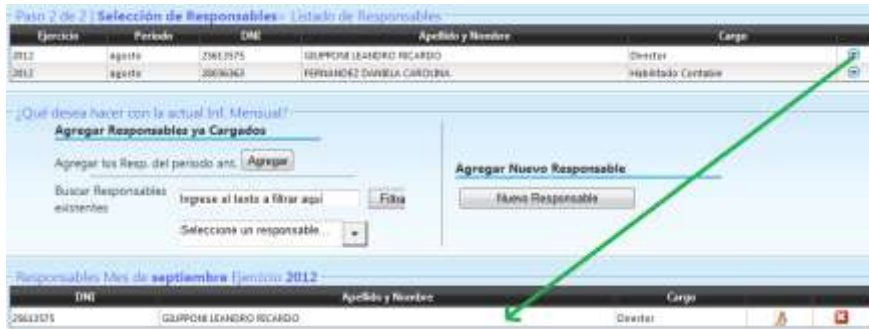 Paso 2 de 2 | Selección de Responsables - Listado de Responsables
Ejercicio Período DNI Apellido y Nombre Cargo
2012 agosto 25613575 GIUPPONI LEANDRO RICARDO Director
2012 agosto FERNANDEZ DANIELA CAROLINA Habilitado Contable
¿Qué desea hacer con la actual Inf. Mensual?
Agregar Responsables ya Cargados
Agregar los Resp. del periodo ant. Agregar
Agregar Nuevo Responsable
Buscar Responsables existentes
Ingrese el texto a filtrar aquí Filtra
Nuevo Responsable
Seleccione un responsable...
Responsables Mes de septiembre Ejercicio 2012
DNI Apellido y Nombre Cargo
25613575 GIUPPONI LEANDRO RICARDO Director